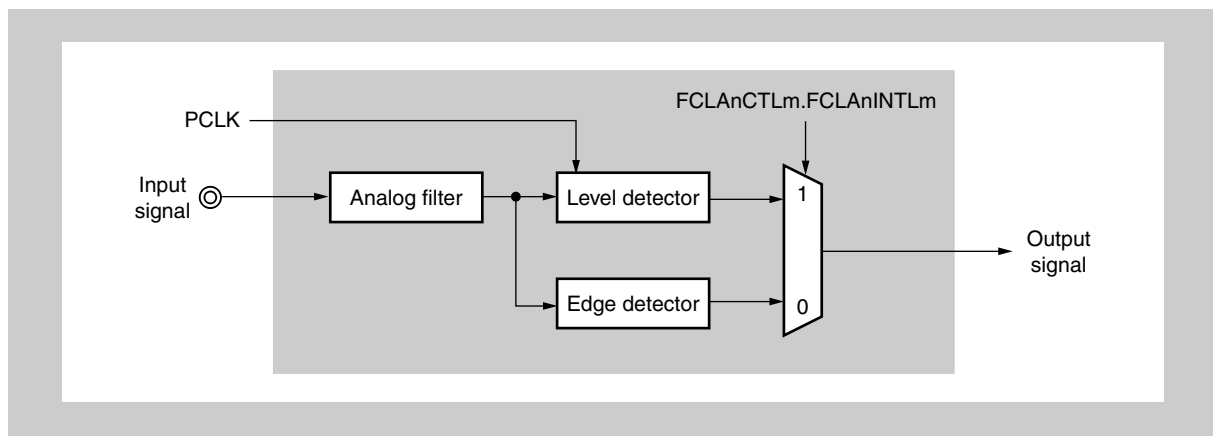 FCLAnCTLm.FCLAnINTLm
PCLK
Input
signal
Analog filter
Level detector
1
Output
signal
Edge detector
0